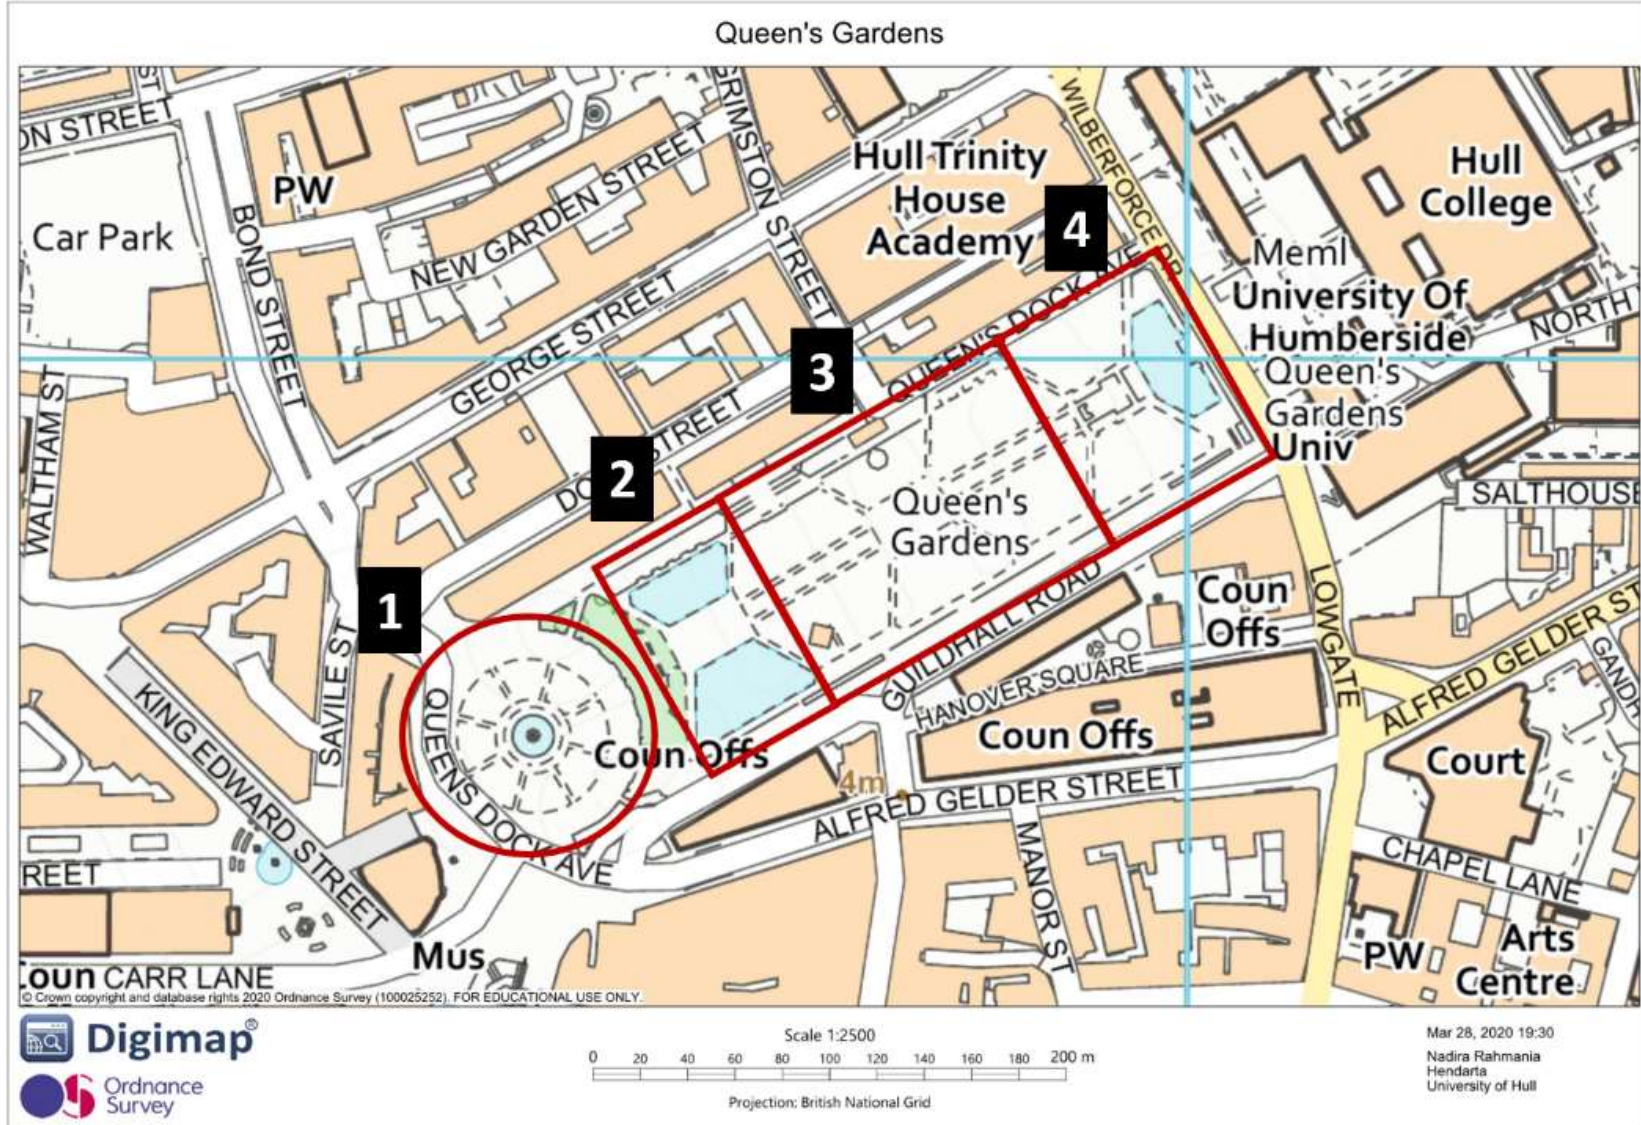 Queen's Gardens
ST
ON STREET
GRIMSTON STREET
WILBERFORCE DR
Hull Trinity
House
Academy
Hull
College
PW
4
Car Park
BOND STREET
NEW GARDEN STREET
Meml
University Of
Humberside
Queen's
Gardens
Univ
NORTH
GEORGE STREET
QUEEN'S DOCK AVE
3
WALTHAM ST
2
STREET
DO
Queen's
Gardens
SALTHOUSE
1
GUILDHALL ROAD
Coun
Offs
LOWGATE
ALFRED GELDER ST
GANDH
SAVILE ST
KING EDWARD STREET
QUEENS DOCK AVE
HANOVER SQUARE
Coun Offs
Coun Offs
4m
ALFRED GELDER STREET
Court
MANOR ST
CHAPEL LANE
REET
Mus
PW
Arts
Centre
Coun CARR LANE
© Crown copyright and database rights 2020 Ordnance Survey (100025252). FOR EDUCATIONAL USE ONLY.
Digimap®
Ordnance
Survey
Scale 1:2500
0 20 40 60 80 100 120 140 160 180 200 m
Projection: British National Grid
Mar 28, 2020 19:30
Nadira Rahmania
Hendarta
University of Hull